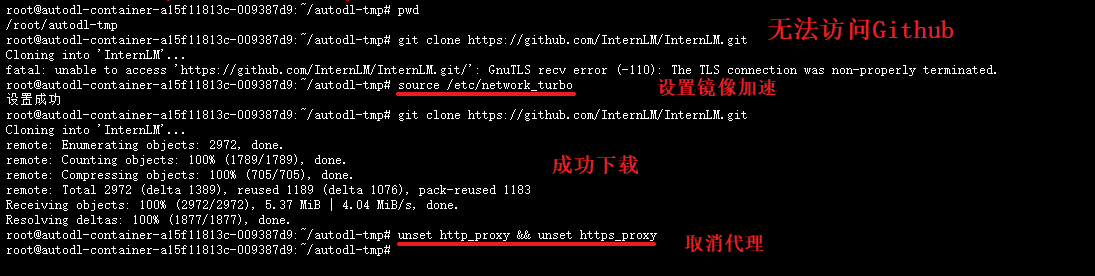 root@autodl-container-a15f11813c-009387d9:~/autodl-tmp# pwd
/root/autodl-tmp
无法访问Github
root@autodl-container-a15f11813c-009387d9:~/autodl-tmp# git clone https://github.com/InternLM/InternLM.git
Cloning into 'InternLM'...
fatal: unable to access 'https://github.com/InternLM/InternLM.git/': GnuTLS recv error (-110): The TLS connection was non-properly terminated.
root@autodl-container-a15f11813c-009387d9:~/autodl-tmp# source /etc/network_turbo
设置镜像加速
设置成功
root@autodl-container-a15f11813c-009387d9:~/autodl-tmp# git clone https://github.com/InternLM/InternLM.git
Cloning into 'InternLM'...
remote: Enumerating objects: 2972, done.
remote: Counting objects: 100% (1789/1789), done.
remote: Compressing objects: 100% (705/705), done.
成功下载
remote: Total 2972 (delta 1389), reused 1189 (delta 1076), pack-reused 1183
Receiving objects: 100% (2972/2972), 5.37 MiB | 4.04 MiB/s, done.
Resolving deltas: 100% (1877/1877), done.
root@autodl-container-a15f11813c-009387d9:~/autodl-tmp# unset http_proxy && unset https_proxy
取消代理
root@autodl-container-a15f11813c-009387d9:~/autodl-tmp#